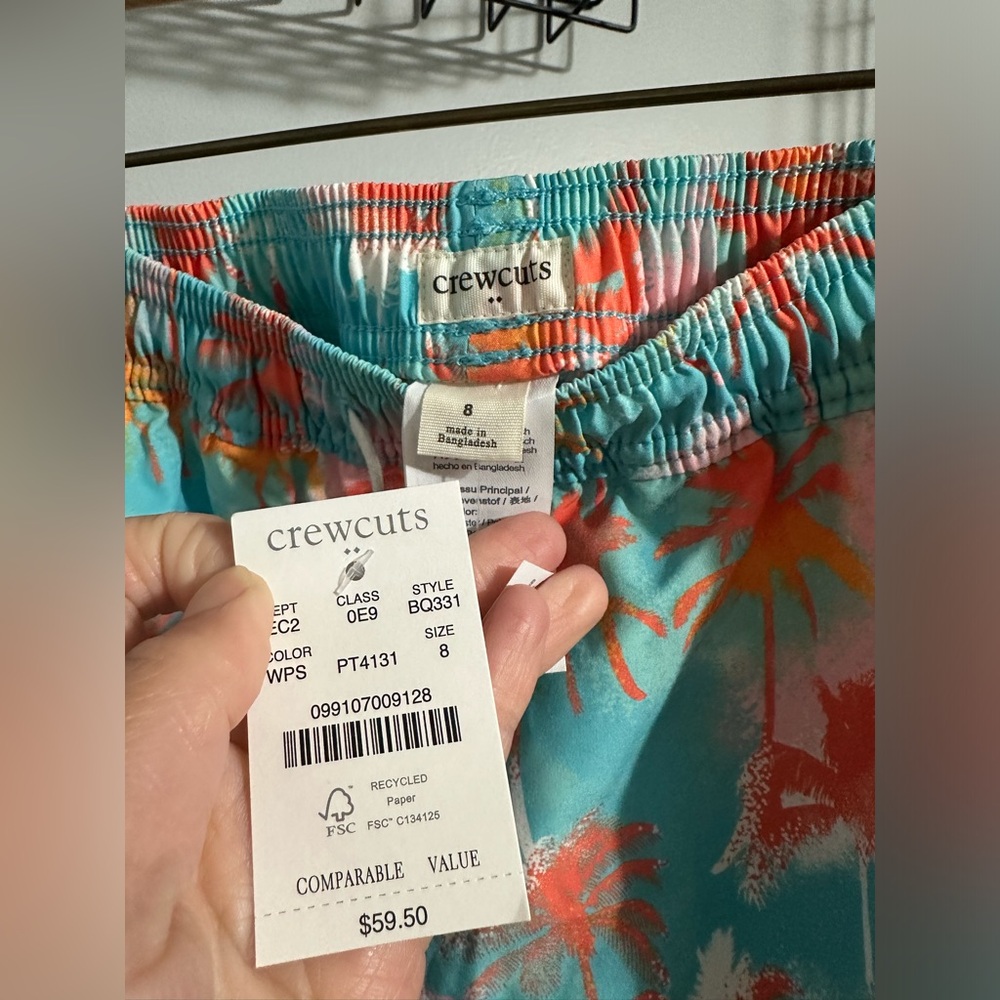 crewcuts
8
made in
Bangladesh
hecho en Bangladesh
crewcuts
CLASS
STYLE
0E9
BQ331
SIZE
WPS
PT4131
8
099107009128
RECYCLED
Paper
FSC
FSC™ C134125
COMPARABLE VALUE
$59.50